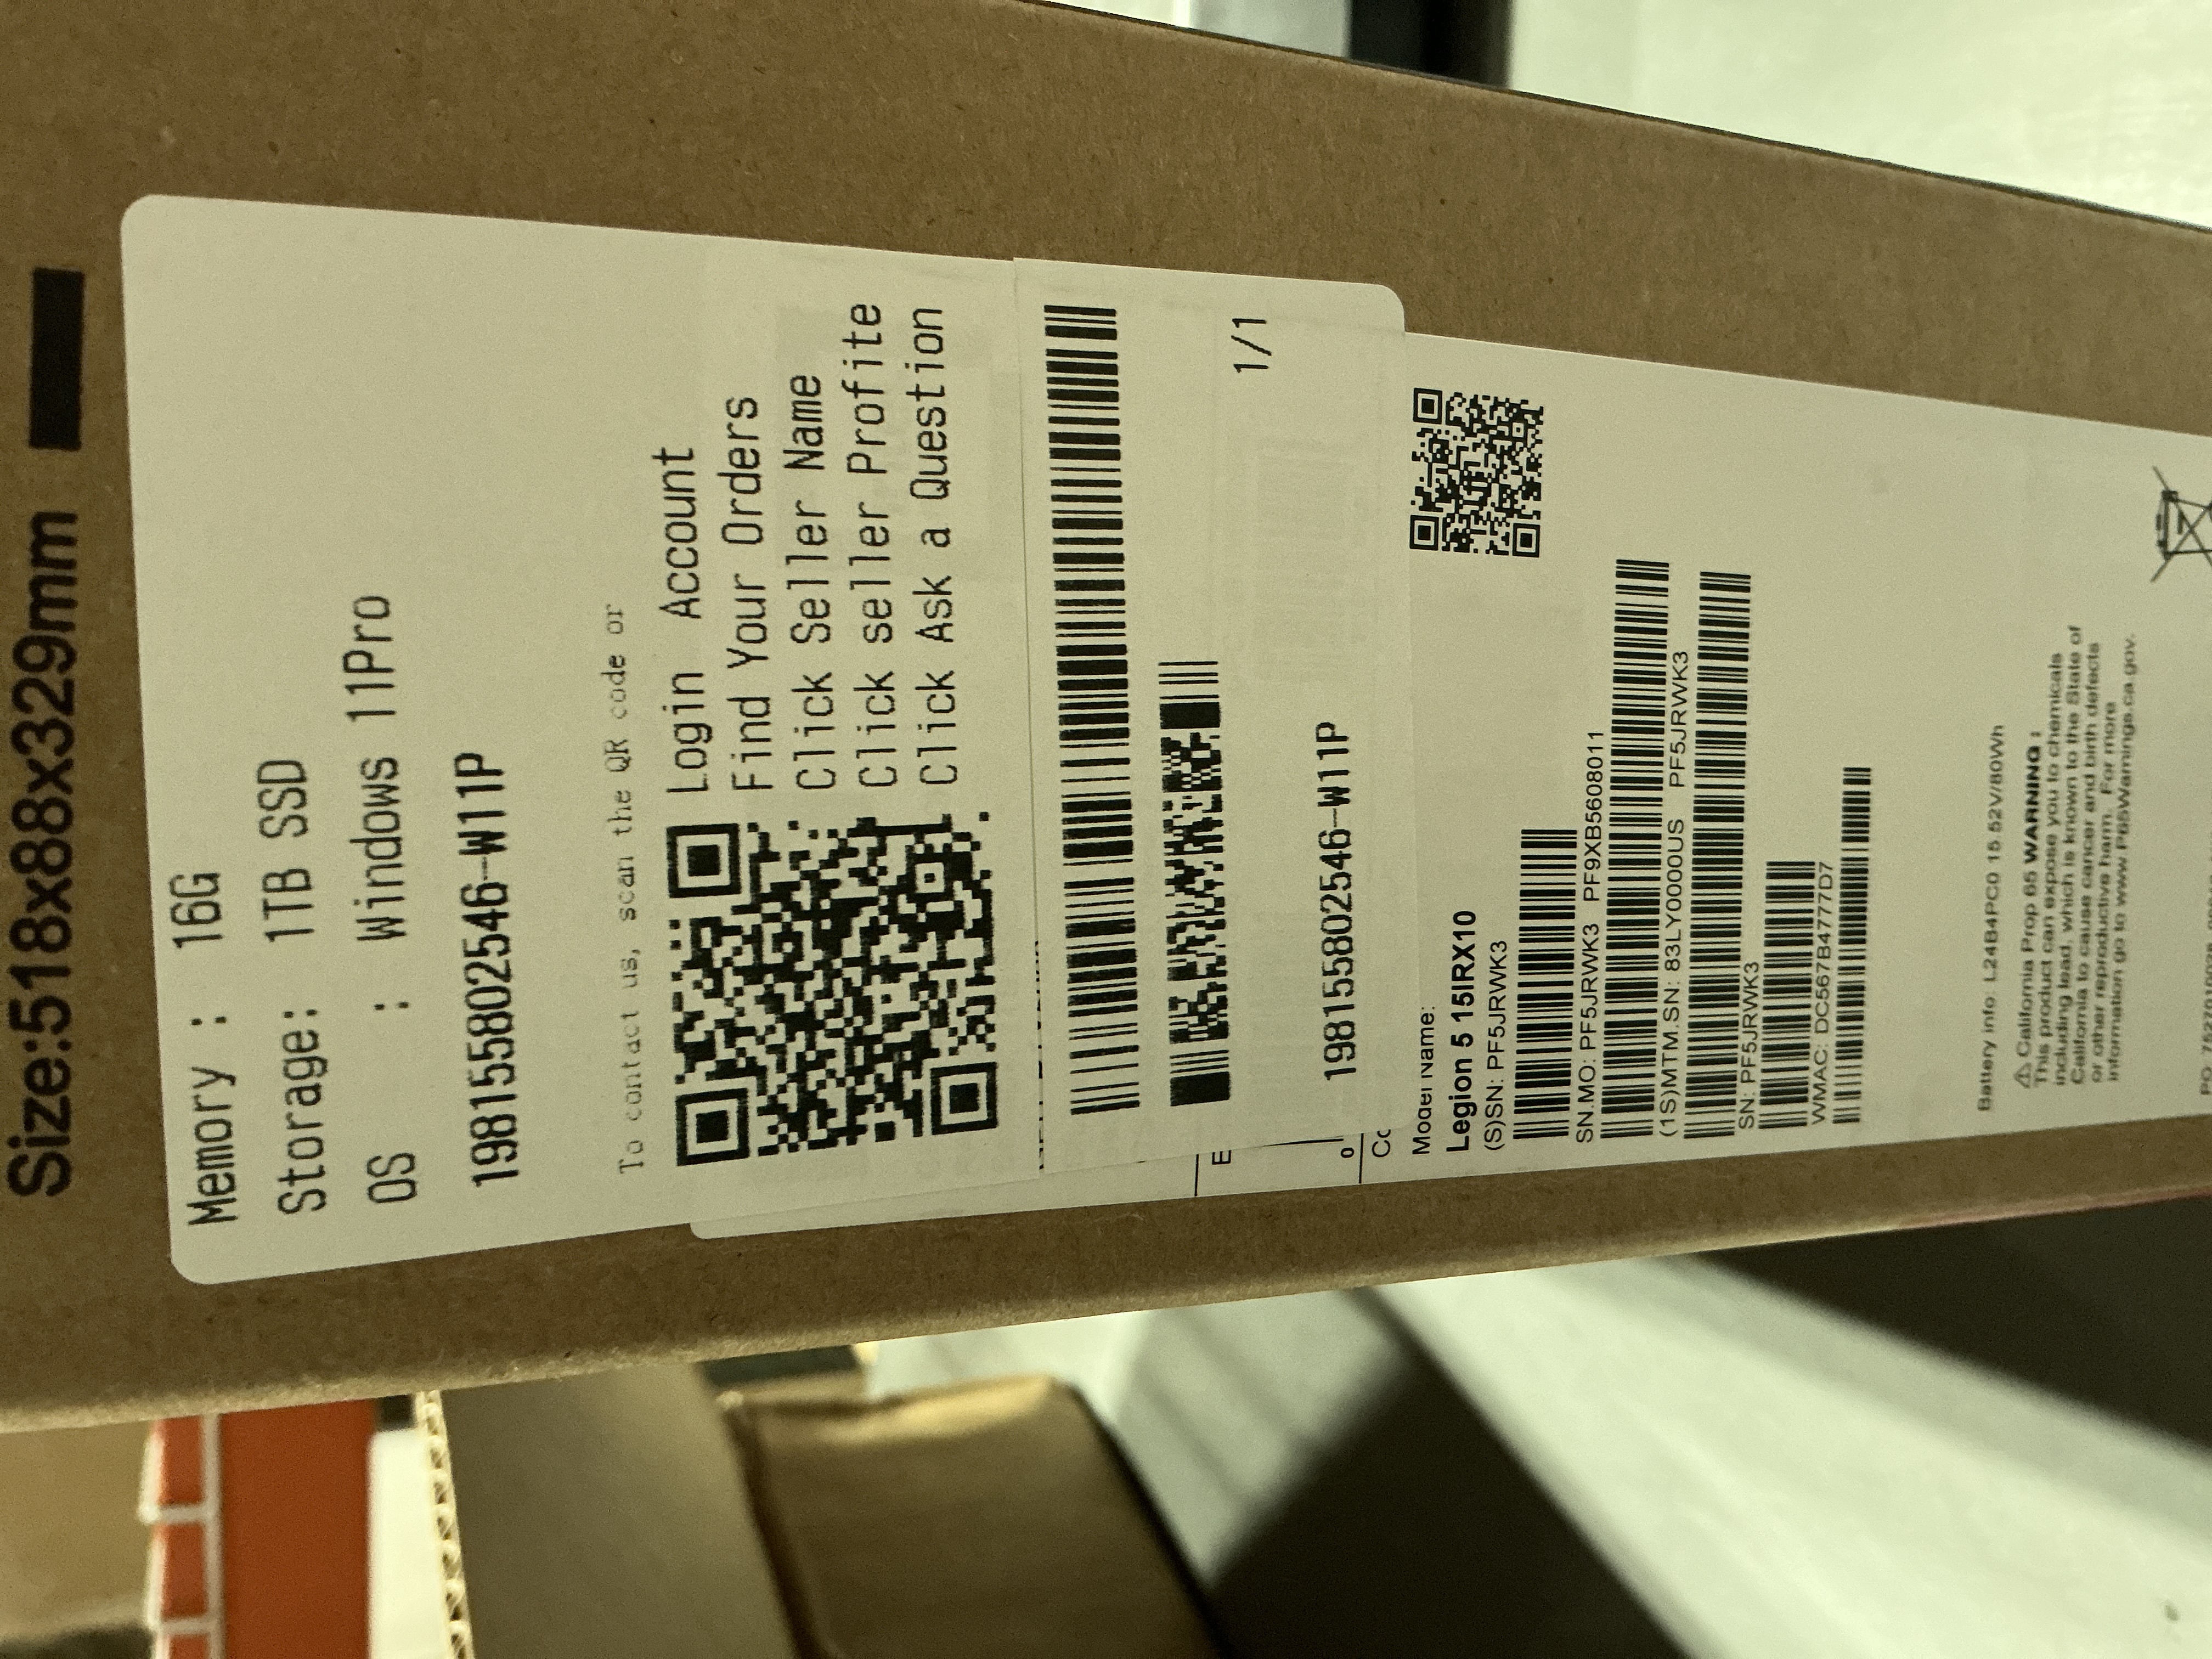 Size:518x88x329mm
Memory : 16G
Storage: 1TB SSD
OS : Windows 11Pro
198155802546-W11P
To contact us, scan the QR code or
Login Account
Find Your Orders
Click Seller Name
Click seller Profite
Click Ask a Question
1/1
198155802546-W11P
Model Name:
Legion 5 15IRX10
(S)SN: PF5JRWK3
SN.MO: PF5JRWK3 PF9XB5608011
(1S)MTM.SN: 83LY0000US PF5JRWK3
SN: PF5JRWK3
WMAC: DC567B4777D7
Battery info: L24B4PC0 15.52V/80Wh
⚠ California Prop 65 WARNING :
This product can expose you to chemicals
including lead, which is known to the State of
California to cause cancer and birth defects
or other reproductive harm. For more
information go to www.P65Warnings.ca.gov.